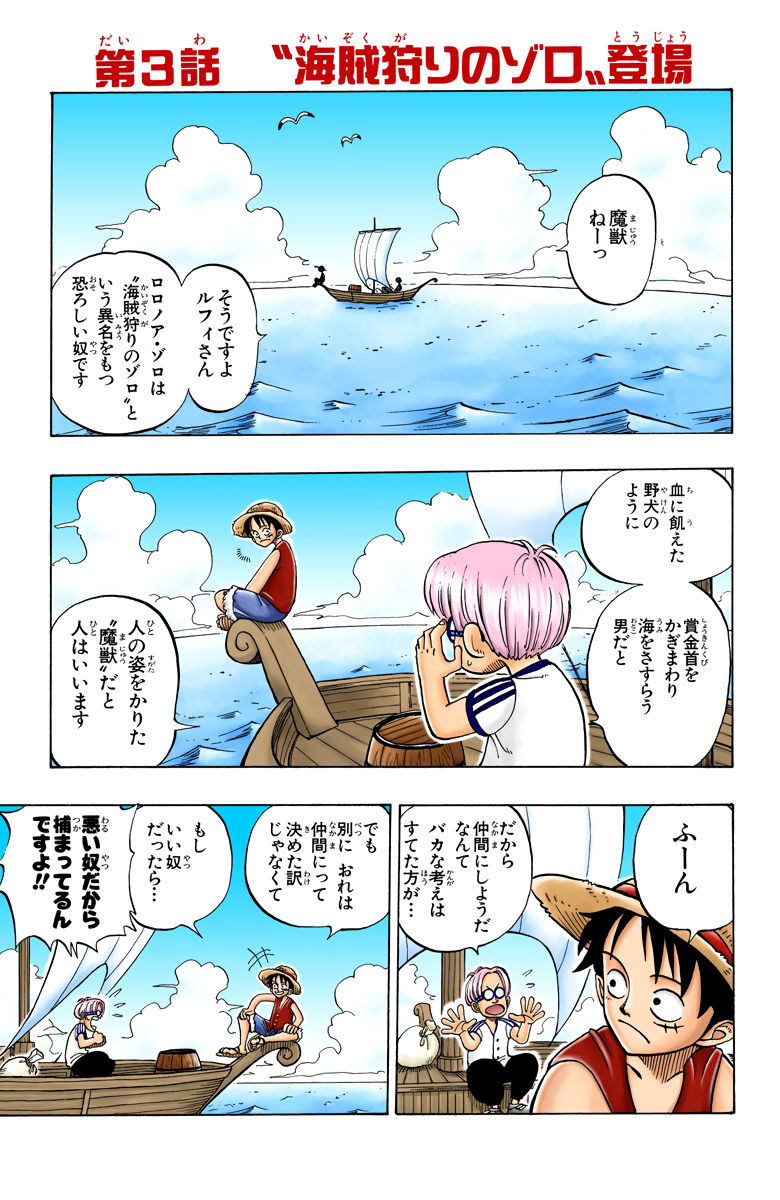 第3話 〝海賊狩りのゾロ〟登場
魔獣
ねーっ
そうですよ
ルフィさん
ロロノア・ゾロは
〝海賊狩りのゾロ〟と
いう異名をもつ
恐ろしい奴です
血に飢えた
野犬の
ように
賞金首を
かぎまわり
海をさすらう
男だと
人の姿をかりた
〝魔獣〟だと
人はいいます
ふーん
だから
仲間にしようだ
なんて
バカな考えは
すてた方が…
でも
別に おれは
仲間にって
決めた訳
じゃなくて
もし
いい奴
だったら…
悪い奴だから
捕まってるん
ですよ!!